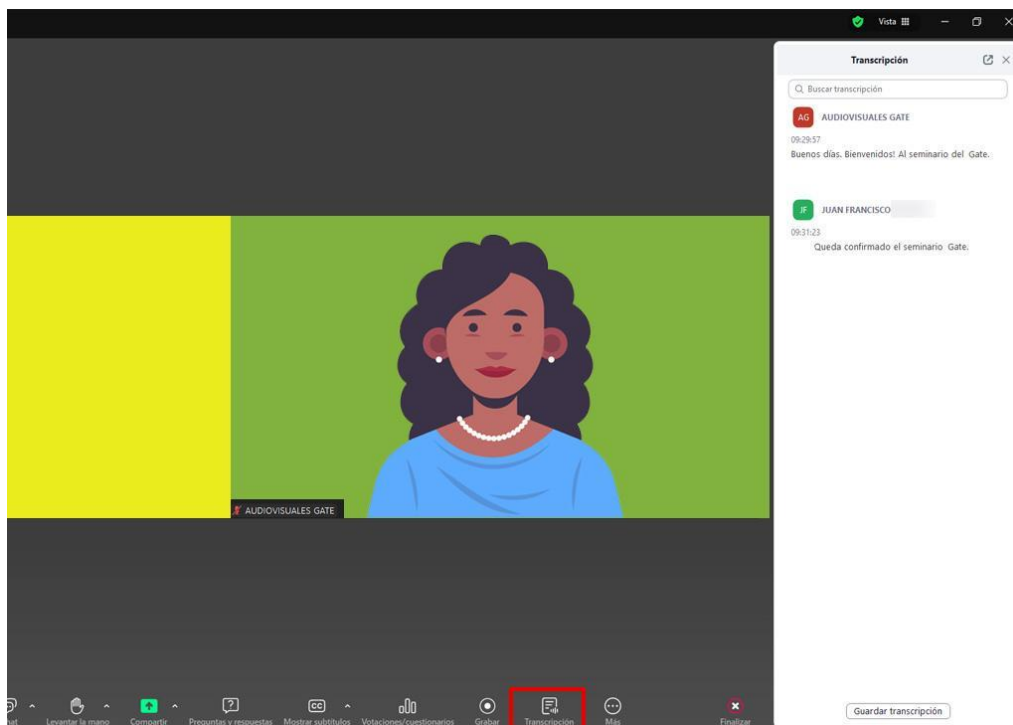 Vista
Transcripción
Buscar transcripción
AG AUDIOVISUALES GATE
09:29:57
Buenos días. Bienvenidos! Al seminario del Gate.
JF JUAN FRANCISCO
09:31:23
Queda confirmado el seminario Gate.
AUDIOVISUALES GATE
hat Levantar la mano Compartir Preguntas y respuestas CC Mostrar subtítulos Votaciones/cuestionarios Grabar Transcripción Más Finalizar
Guardar transcripción